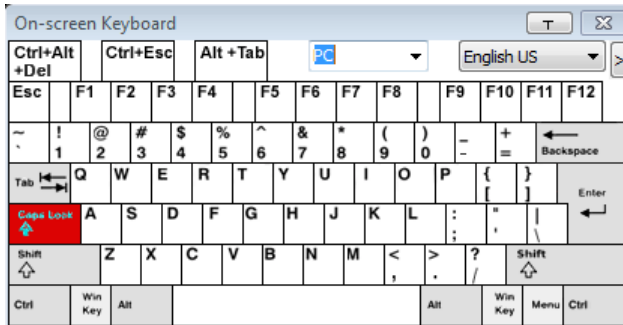 On-screen Keyboard
Ctrl+Alt +Del Ctrl+Esc Alt +Tab PC English US >
Esc F1 F2 F3 F4 F5 F6 F7 F8 F9 F10 F11 F12
~ ! @ # $ % ^ & * ( ) _ +
` 1 2 3 4 5 6 7 8 9 0 - = Backspace
Tab Q W E R T Y U I O P { }
[ ] Enter
Caps Lock A S D F G H J K L : " |
; ' \
Shift Z X C V B N M < > ? Shift
, . /
Ctrl Win Key Alt Alt Win Key Menu Ctrl